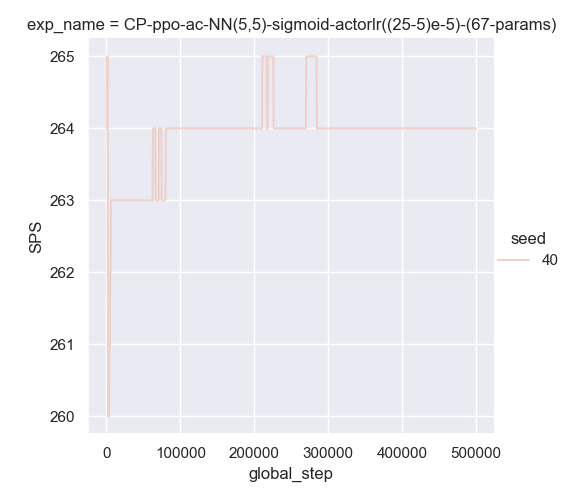 exp_name = CP-ppo-ac-NN(5,5)-sigmoid-actorlr((25-5)e-5)-(67-params)
265
264
263
262
261
260
SPS
0 100000 200000 300000 400000 500000
global_step
seed
40